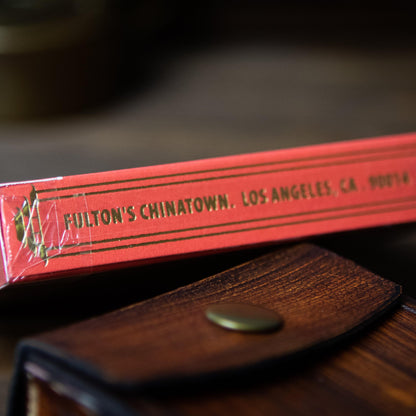 FULTON'S CHINATOWN. LOS ANGELES, CA. 90014